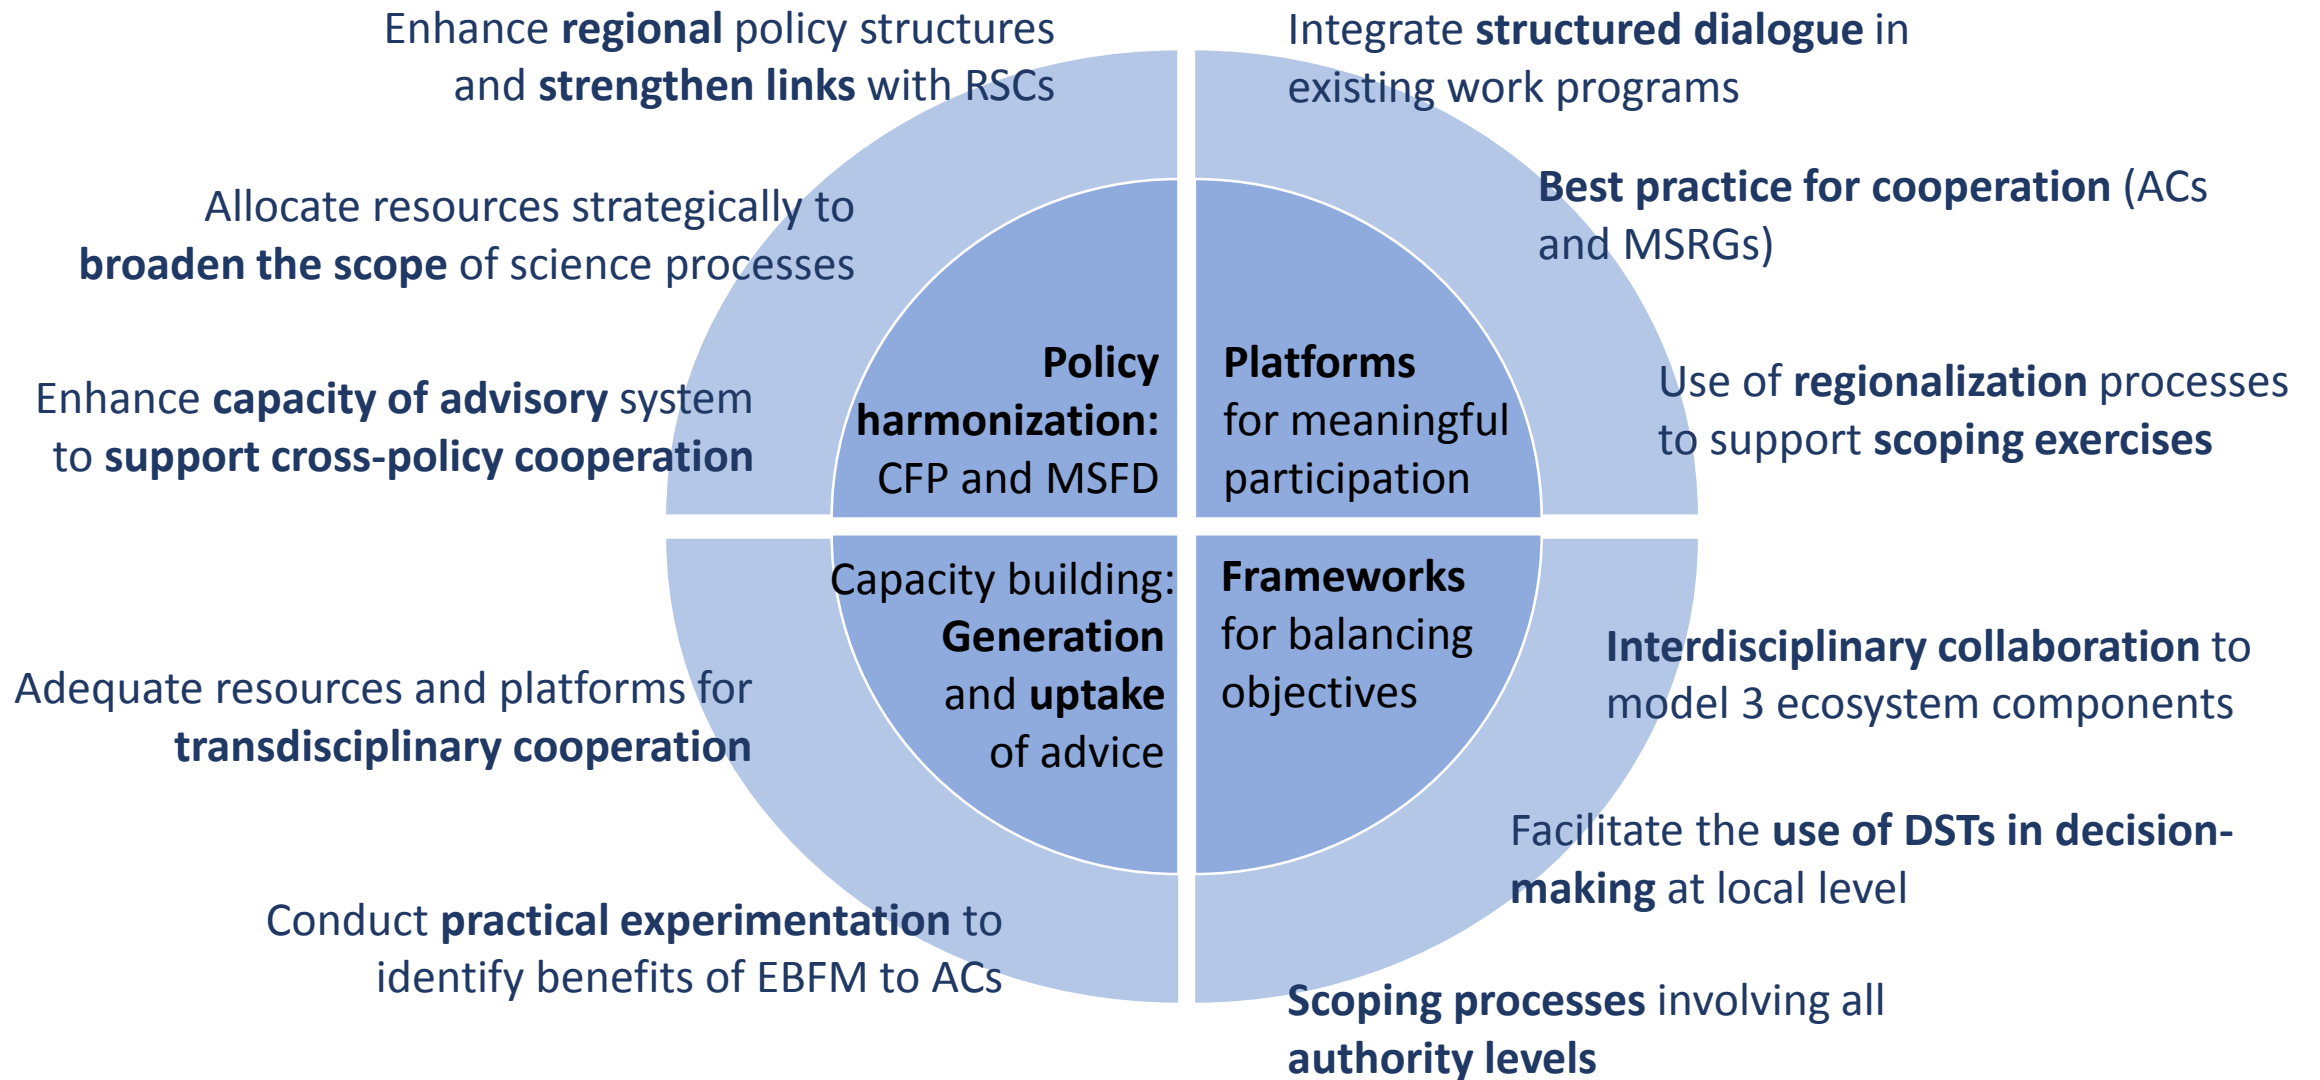 Enhance regional policy structures
and strengthen links with RSCs
Allocate resources strategically to
broaden the scope of science processes
Enhance capacity of advisory system
to support cross-policy cooperation
Policy
harmonization:
CFP and MSFD
Integrate structured dialogue in
existing work programs
Best practice for cooperation (ACs
and MSRGs)
Use of regionalization processes
to support scoping exercises
Platforms
for meaningful
participation
Capacity building:
Generation
and uptake
of advice
Adequate resources and platforms for
transdisciplinary cooperation
Conduct practical experimentation to
identify benefits of EBFM to ACs
Frameworks
for balancing
objectives
Interdisciplinary collaboration to
model 3 ecosystem components
Facilitate the use of DSTs in decision-
making at local level
Scoping processes involving all
authority levels